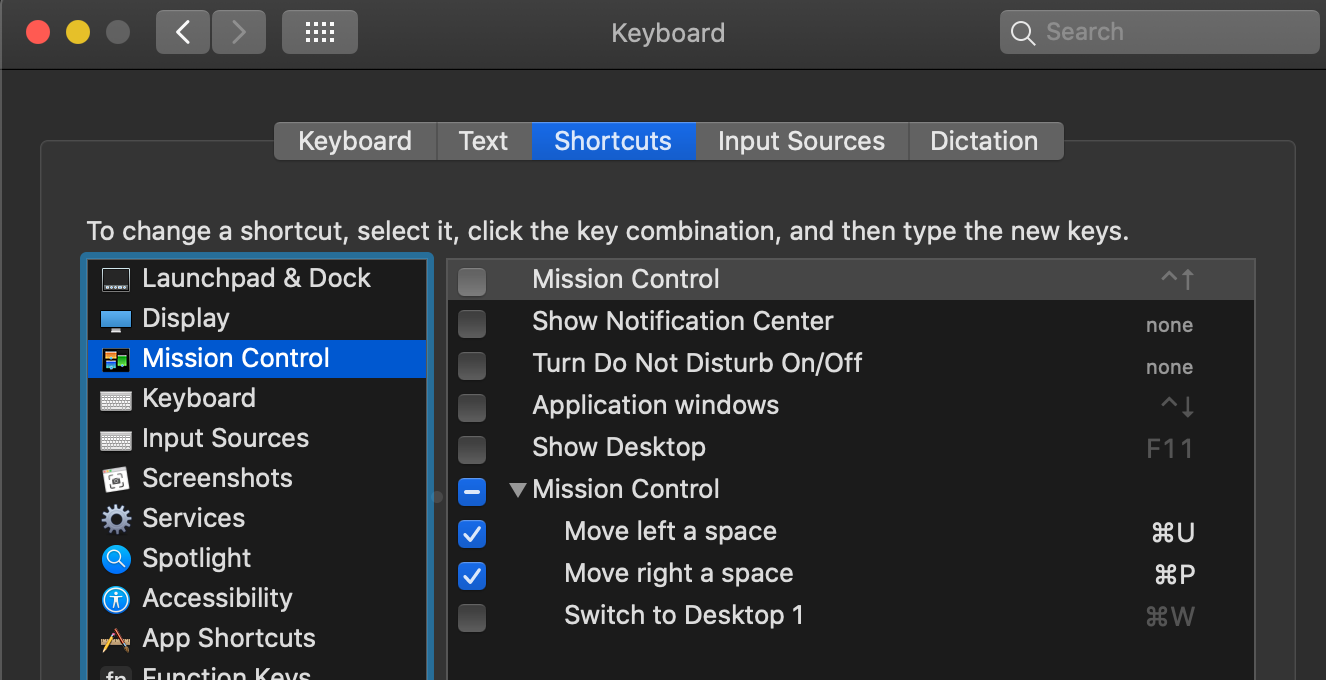 Keyboard
Search
Keyboard Text Shortcuts Input Sources Dictation
To change a shortcut, select it, click the key combination, and then type the new keys.
Launchpad & Dock
Display
Mission Control
Keyboard
Input Sources
Screenshots
Services
Spotlight
Accessibility
App Shortcuts
fn Function Keys
Mission Control ^↑
Show Notification Center none
Turn Do Not Disturb On/Off none
Application windows ^↓
Show Desktop F11
Mission Control
Move left a space ⌘U
Move right a space ⌘P
Switch to Desktop 1 ⌘W